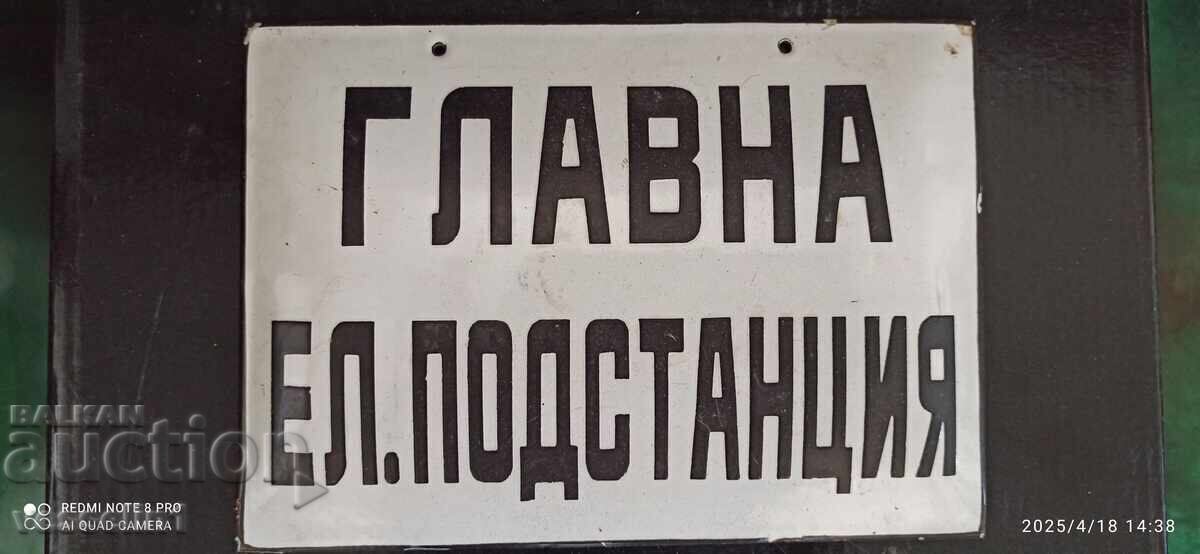 ГЛАВНА
ЕЛ.ПОДСТАНЦИЯ
BALKAN
auction
REDMI NOTE 8 PRO
AI QUAD CAMERA
2025/4/18 14:38